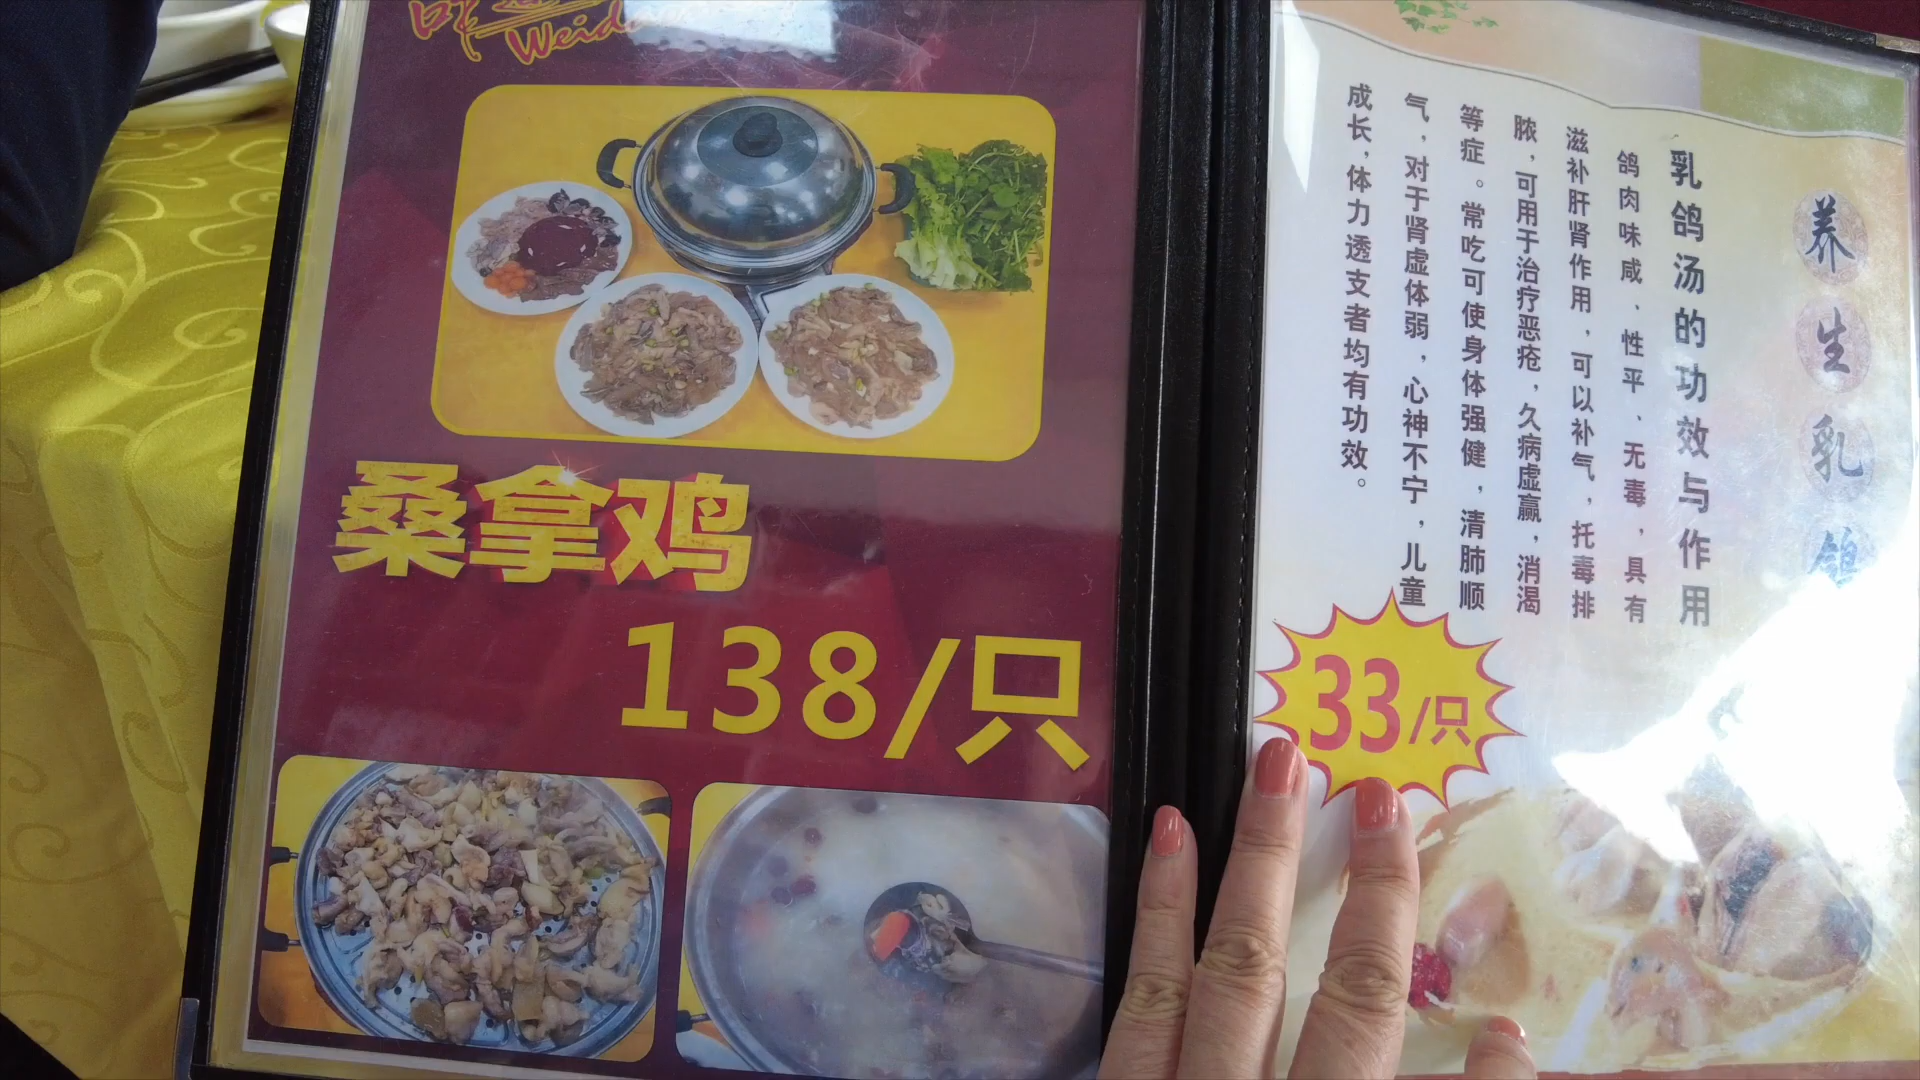 味
桑拿鸡
138/只
养生乳鸽
乳鸽汤的功效与作用
鸽肉味咸、性平、无毒，具有
滋补肝肾作用，可以补气，托毒排
脓，可用于治疗恶疮，久病虚赢，消渴
等症。常吃可使身体强健，清肺顺
气，对于肾虚体弱，心神不宁，儿童
成长，体力透支者均有功效。
33/只